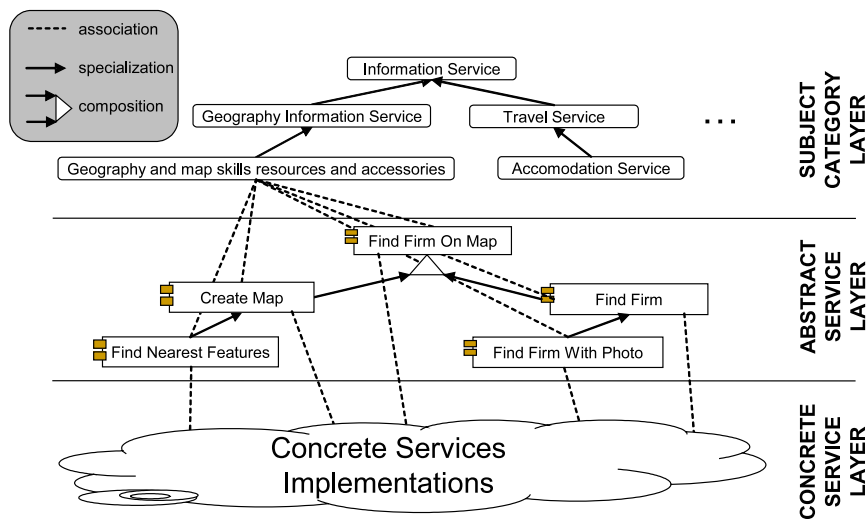 association
specialization
composition
Information Service
Geography Information Service
Travel Service
...
Geography and map skills resources and accessories
Accomodation Service
SUBJECT
CATEGORY
LAYER
Find Firm On Map
Create Map
Find Firm
Find Nearest Features
Find Firm With Photo
ABSTRACT
SERVICE
LAYER
Concrete Services
Implementations
CONCRETE
SERVICE
LAYER